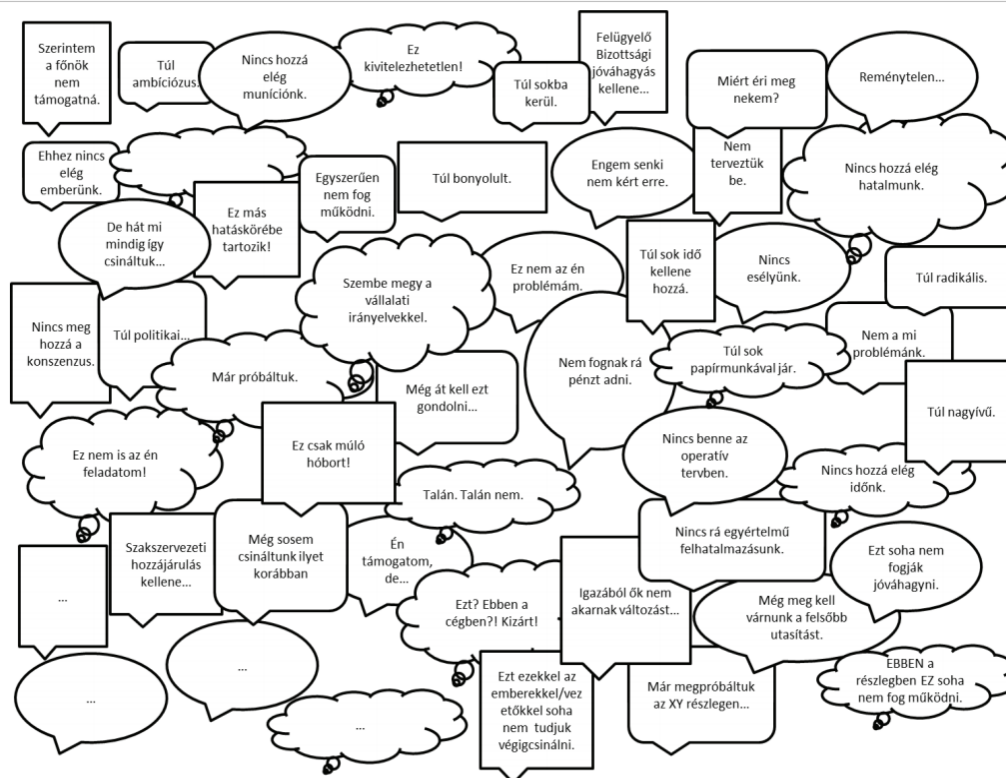 Szerintem
a főnök
nem
támogatná.
Túl
ambíciózus.
Nincs hozzá
elég
muníciónk.
Ez
kivitelezhetetlen!
Túl sokba
kerül.
Felügyelő
Bizottsági
jóváhagyás
kellene...
Miért éri meg
nekem?
Reménytelen...
Ehhez nincs
elég
emberünk.
Ez más
hatáskörébe
tartozik!
Egyszerűen
nem fog
működni.
Túl bonyolult.
Engem senki
nem kért erre.
Nem
terveztük
be.
Nincs hozzá elég
hatalmunk.
De hát mi
mindig így
csináltuk...
Szembe megy a
vállalati
irányelvekkel.
Ez nem az én
problémám.
Túl sok idő
kellene
hozzá.
Nincs
esélyünk.
Túl radikális.
Nincs meg
hozzá a
konszenzus.
Túl politikai...
Már próbáltuk.
Még át kell ezt
gondolni...
Nem fognak rá
pénzt adni.
Túl sok
papírmunkával jár.
Nem a mi
problémánk.
Túl nagyívű.
Ez nem is az én
feladatom!
Ez csak múló
hóbort!
Talán. Talán nem.
Nincs benne az
operatív
tervben.
Nincs hozzá elég
időnk.
...
Szakszervezeti
hozzájárulás
kellene...
Még sosem
csináltunk ilyet
korábban
Én
támogatom,
de...
Ezt? Ebben a
cégben?! Kizárt!
Igazából ők nem
akarnak változást...
Nincs rá egyértelmű
felhatalmazásunk.
Ezt soha nem
fogják
jóváhagyni.
Még meg kell
várnunk a felsőbb
utasítást.
...
...
...
Ezt ezekkel az
emberekkel/vez
etőkkel soha
nem tudjuk
végigcsinálni.
Már megpróbáltuk
az XY részlegen...
EBBEN a
részlegben EZ soha
nem fog működni.